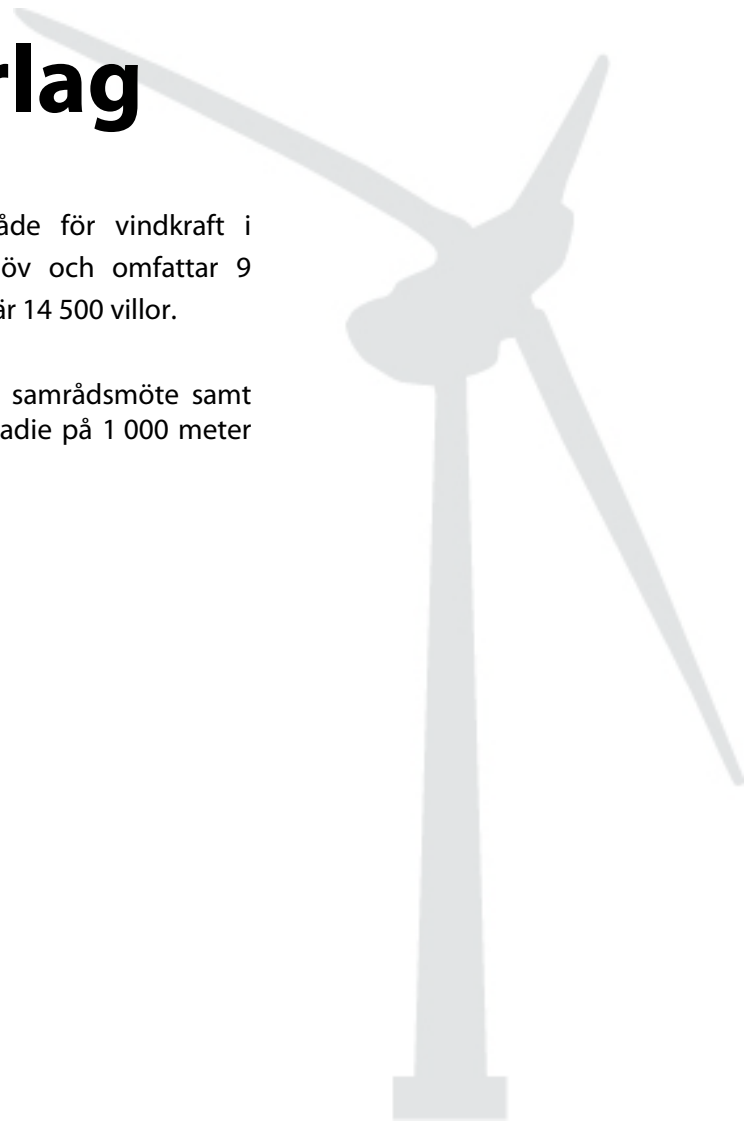 rlag
åde för vindkraft i
öv och omfattar 9
är 14 500 villor.
samrådsmöte samt
adie på 1 000 meter